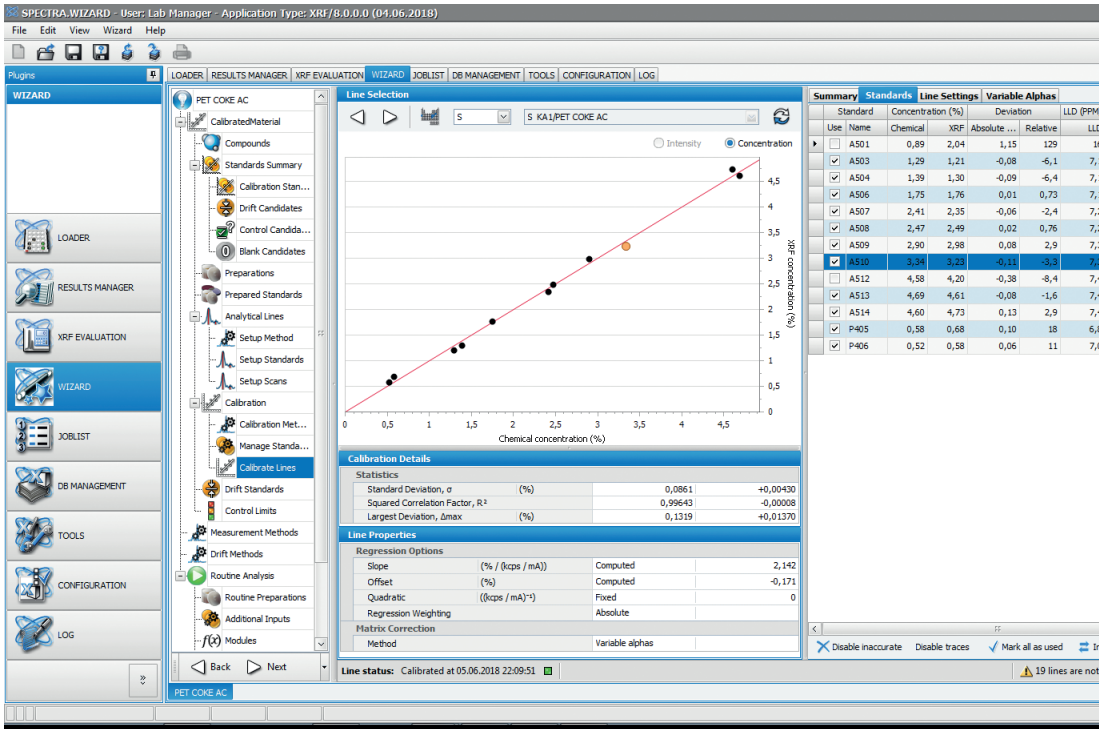 SPECTRA.WIZARD - User: Lab Manager - Application Type: XRF/8.0.0.0 (04.06.2018)
File Edit View Wizard Help
Plugins
WIZARD
LOADER
RESULTS MANAGER
XRF EVALUATION
WIZARD
JOBLIST
DB MANAGEMENT
TOOLS
CONFIGURATION
LOG
LOADER RESULTS MANAGER XRF EVALUATION WIZARD JOBLIST DB MANAGEMENT TOOLS CONFIGURATION LOG
PET COKE AC
CalibratedMaterial
Compounds
Standards Summary
Calibration Stan...
Drift Candidates
Control Candida...
Blank Candidates
Preparations
Prepared Standards
Analytical Lines
Setup Method
Setup Standards
Setup Scans
Calibration
Calibration Met...
Manage Standa...
Calibrate Lines
Drift Standards
Control Limits
Measurement Methods
Drift Methods
Routine Analysis
Routine Preparations
Additional Inputs
f(x) Modules
Back Next
PET COKE AC
Line Selection
S S KA1/PET COKE AC
Intensity Concentration
4,5
4
3,5
3
2,5
2
1,5
1
0,5
0
XRF concentration (%)
0 0,5 1 1,5 2 2,5 3 3,5 4 4,5
Chemical concentration (%)
Calibration Details
Statistics
Standard Deviation, σ (%) 0,0861 +0,00430
Squared Correlation Factor, R² 0,99643 -0,00008
Largest Deviation, Δmax (%) 0,1319 +0,01370
Line Properties
Regression Options
Slope (% / (kcps / mA)) Computed 2,142
Offset (%) Computed -0,171
Quadratic ((kcps / mA)⁻¹) Fixed 0
Regression Weighting Absolute
Matrix Correction
Method Variable alphas
Line status: Calibrated at 05.06.2018 22:09:51
Summary Standards Line Settings Variable Alphas
Standard Concentration (%) Deviation LLD (PPM
Use Name Chemical XRF Absolute ... Relative LLD
A501 0,89 2,04 1,15 129
A503 1,29 1,21 -0,08 -6,1
A504 1,39 1,30 -0,09 -6,4
A506 1,75 1,76 0,01 0,73
A507 2,41 2,35 -0,06 -2,4
A508 2,47 2,49 0,02 0,76
A509 2,90 2,98 0,08 2,9
A510 3,34 3,23 -0,11 -3,3
A512 4,58 4,20 -0,38 -8,4
A513 4,69 4,61 -0,08 -1,6
A514 4,60 4,73 0,13 2,9
P405 0,58 0,68 0,10 18
P406 0,52 0,58 0,06 11
Disable inaccurate Disable traces Mark all as used
19 lines are not